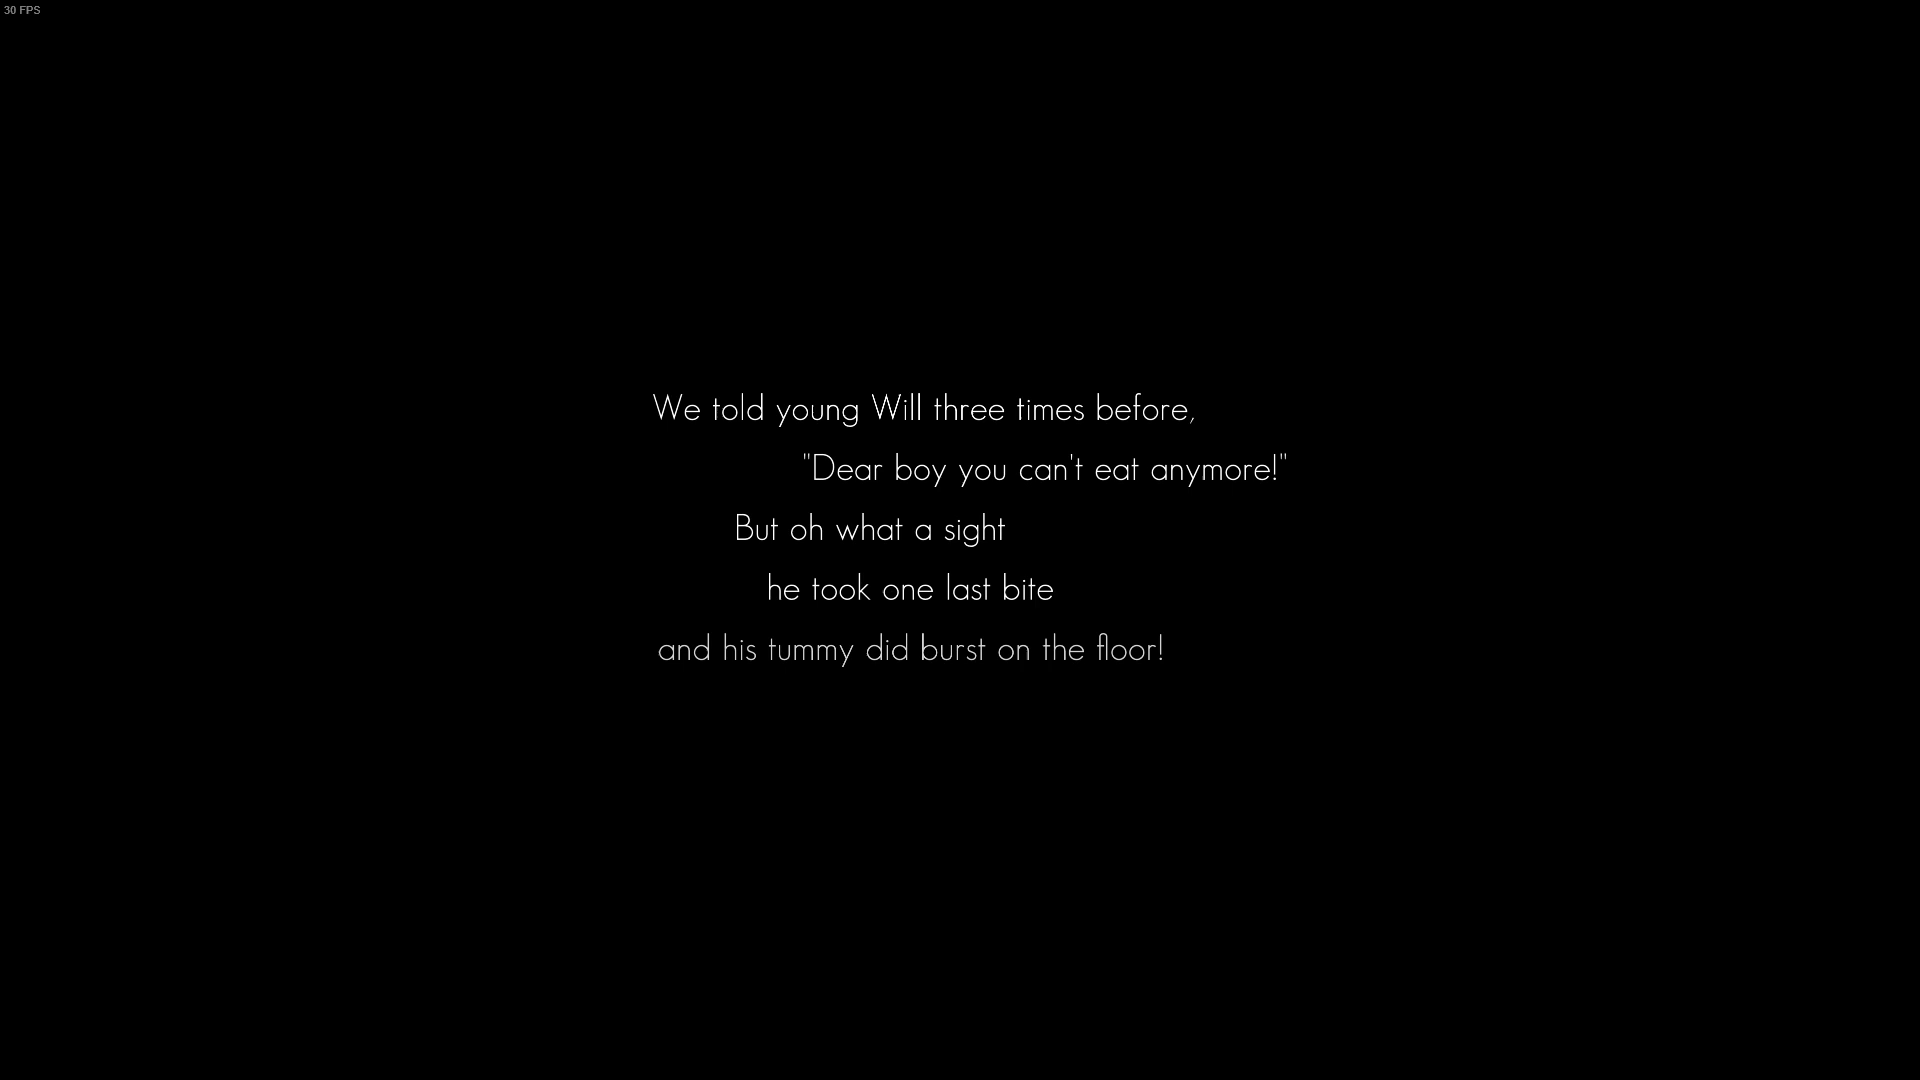 30 FPS
We told young Will three times before,
"Dear boy you can't eat anymore!"
But oh what a sight
he took one last bite
and his tummy did burst on the floor!